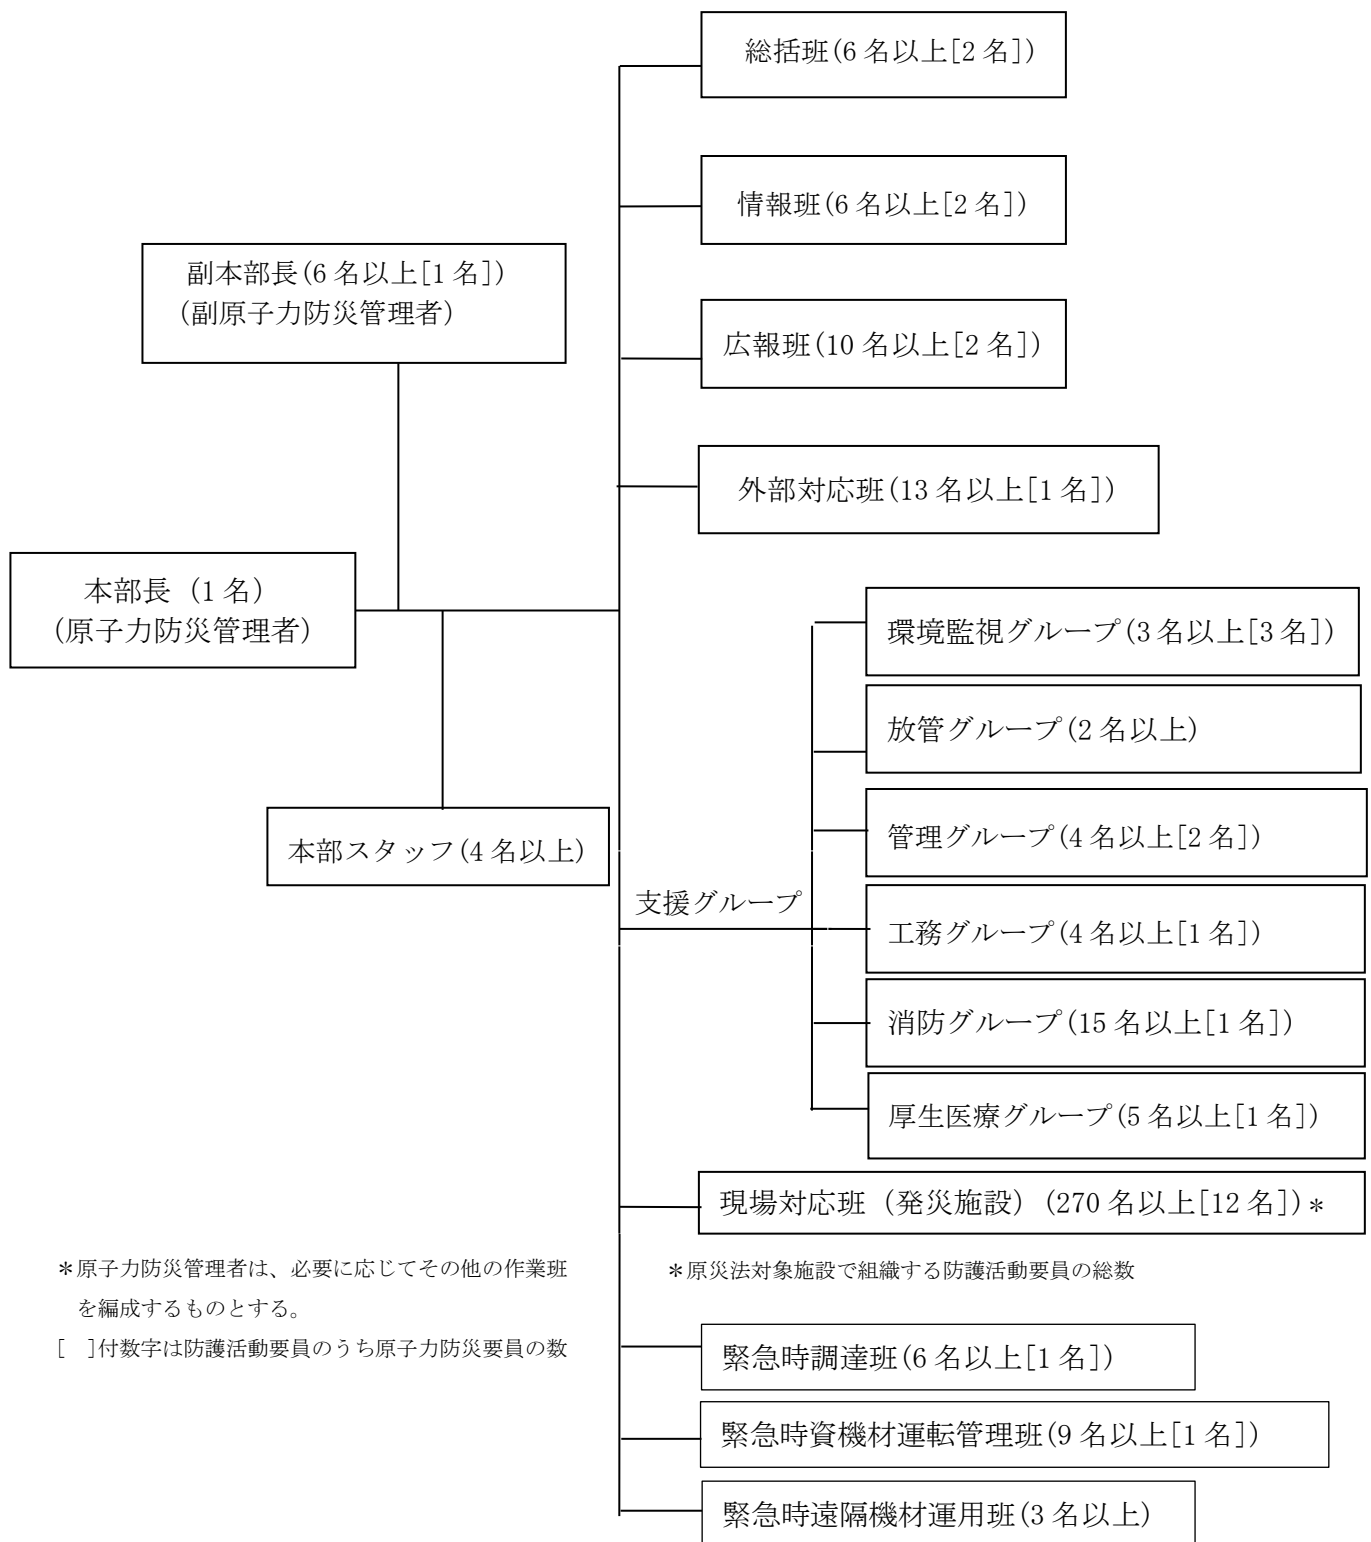 総括班(6 名以上[2 名])
情報班(6 名以上[2 名])
副本部長(6 名以上[1 名])
(副原子力防災管理者)
広報班(10 名以上[2 名])
外部対応班(13 名以上[1 名])
本部長（1 名）
(原子力防災管理者)
環境監視グループ(3 名以上[3 名])
放管グループ(2 名以上)
本部スタッフ(4 名以上)
管理グループ(4 名以上[2 名])
支援グループ
工務グループ(4 名以上[1 名])
消防グループ(15 名以上[1 名])
厚生医療グループ(5 名以上[1 名])
現場対応班（発災施設）(270 名以上[12 名])＊
＊原子力防災管理者は、必要に応じてその他の作業班
を編成するものとする。
[　]付数字は防護活動要員のうち原子力防災要員の数
＊原災法対象施設で組織する防護活動要員の総数
緊急時調達班(6 名以上[1 名])
緊急時資機材運転管理班(9 名以上[1 名])
緊急時遠隔機材運用班(3 名以上)